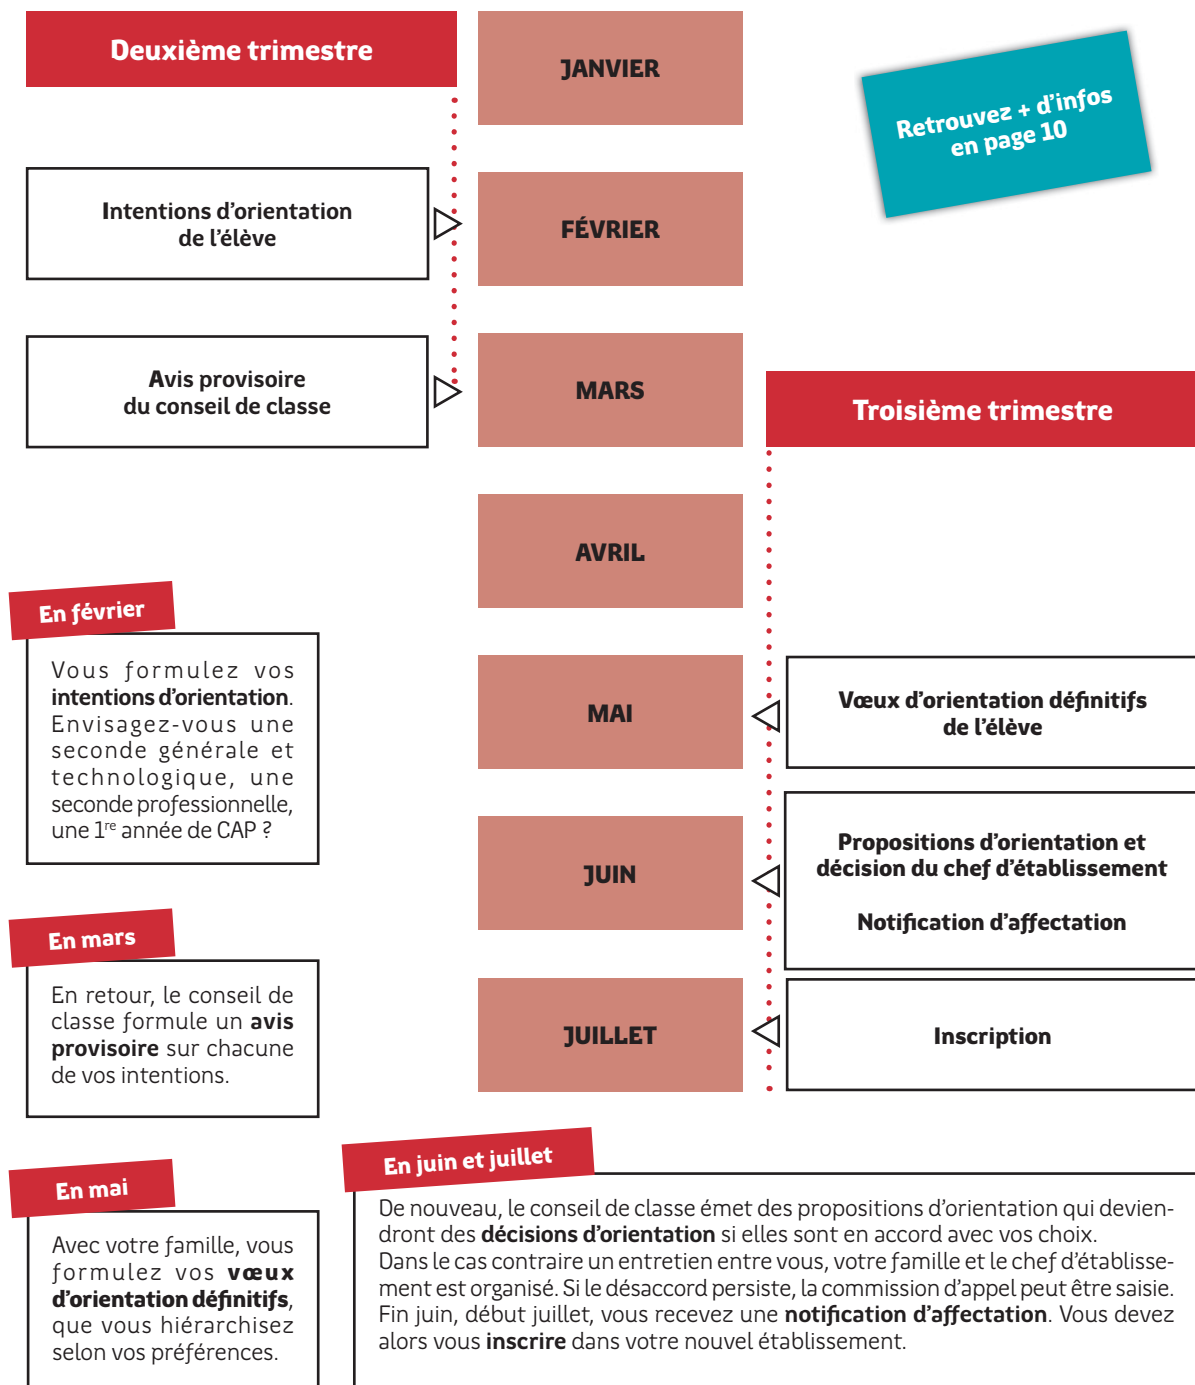 Deuxième trimestre
JANVIER
Retrouvez + d'infos
en page 10
Intentions d'orientation
de l'élève
FÉVRIER
Avis provisoire
du conseil de classe
MARS
Troisième trimestre
AVRIL
En février
Vous formulez vos
intentions d'orientation.
Envisagez-vous une
seconde générale et
technologique, une
seconde professionnelle,
une 1re année de CAP ?
MAI
Vœux d'orientation définitifs
de l'élève
JUIN
Propositions d'orientation et
décision du chef d'établissement
Notification d'affectation
En mars
En retour, le conseil de
classe formule un avis
provisoire sur chacune
de vos intentions.
JUILLET
Inscription
En mai
Avec votre famille, vous
formulez vos vœux
d'orientation définitifs,
que vous hiérarchisez
selon vos préférences.
En juin et juillet
De nouveau, le conseil de classe émet des propositions d'orientation qui devien-
dront des décisions d'orientation si elles sont en accord avec vos choix.
Dans le cas contraire un entretien entre vous, votre famille et le chef d'établisse-
ment est organisé. Si le désaccord persiste, la commission d'appel peut être saisie.
Fin juin, début juillet, vous recevez une notification d'affectation. Vous devez
alors vous inscrire dans votre nouvel établissement.